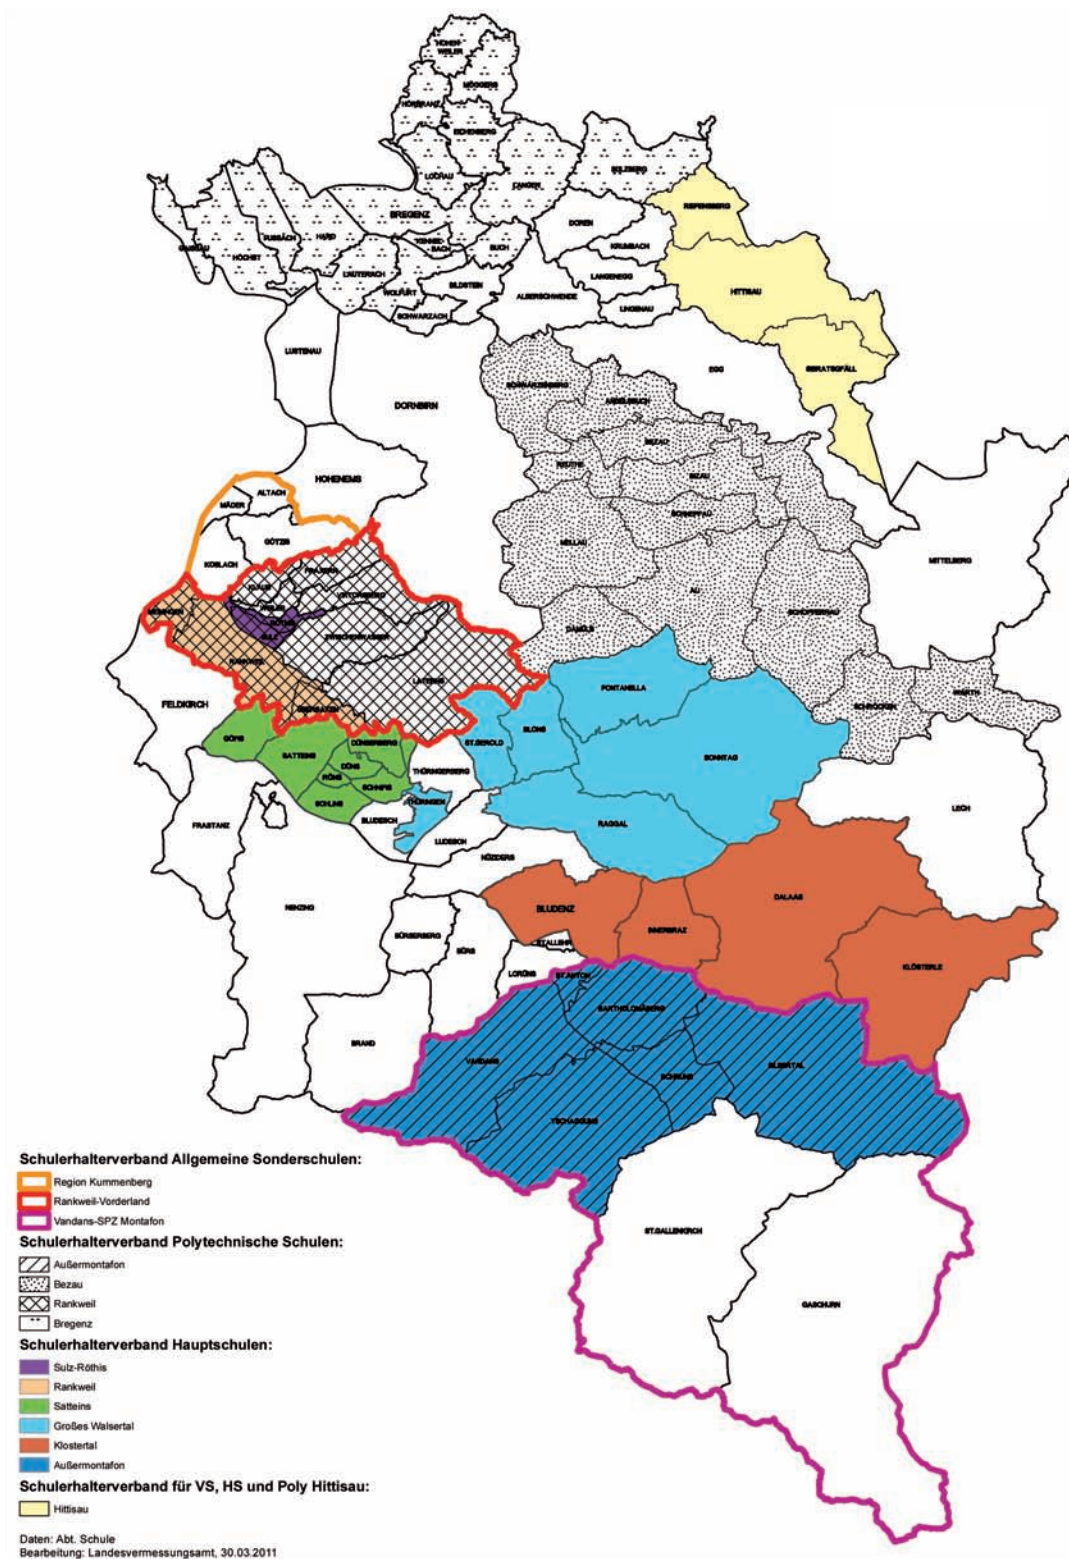 HOHEN-
WEILER
MÖGGERS
HÖRBRANZ
EICHENBERG
LOCHAU
LANGEN
SULZBERG
RIEFENSBERG
BREGENZ
DOREN
GAISSAU
HÖCHST
FUSSACH
HARD
KENNEL-
BACH
BUCH
KRUMBACH
LAUTERACH
WOLFURT
BILDSTEIN
LANGENEGG
HITTISAU
SCHWARZACH
ALBERSCHWENDE
LINGENAU
LUSTENAU
EGG
SIBRATSGFÄLL
SCHWARZENBERG
ANDELSBUCH
DORNBIRN
BEZAU
REUTHE
BIZAU
HOHENEMS
ALTACH
MÄDER
SCHNEPFAU
GÖTZIS
MELLAU
MITTELBERG
KOBLACH
FRAXERN
KLAUS
VIKTORSBERG
AU
WEILER
SCHOPPERNAU
MEININGEN
RÖTHIS
SULZ
ZWISCHENWASSER
DAMÜLS
RANKWEIL
LATERNS
FONTANELLA
WARTH
SCHRÖCKEN
FELDKIRCH
ÜBERSAXEN
BLONS
GÖFIS
DÜNSERBERG
ST.GEROLD
SONNTAG
SATTEINS
DÜNS
THÜRINGERBERG
RÖNS
SCHNIFIS
SCHLINS
THÜRINGEN
LECH
BLUDESCH
RAGGAL
FRASTANZ
LUDESCH
NÜZIDERS
DALAAS
NENZING
BLUDENZ
INNERBRAZ
BÜRSERBERG
BÜRS
STALLEHR
KLÖSTERLE
LORÜNS
ST.ANTON
BARTHOLOMÄBERG
BRAND
VANDANS
SILBERTAL
SCHRUNS
TSCHAGGUNS
Schulerhalterverband Allgemeine Sonderschulen:
Region Kummenberg
Rankweil-Vorderland
Vandans-SPZ Montafon
ST.GALLENKIRCH
Schulerhalterverband Polytechnische Schulen:
Außermontafon
Bezau
Rankweil
Bregenz
GASCHURN
Schulerhalterverband Hauptschulen:
Sulz-Röthis
Rankweil
Satteins
Großes Walsertal
Klostertal
Außermontafon
Schulerhalterverband für VS, HS und Poly Hittisau:
Hittisau
Daten: Abt. Schule
Bearbeitung: Landesvermessungsamt, 30.03.2011